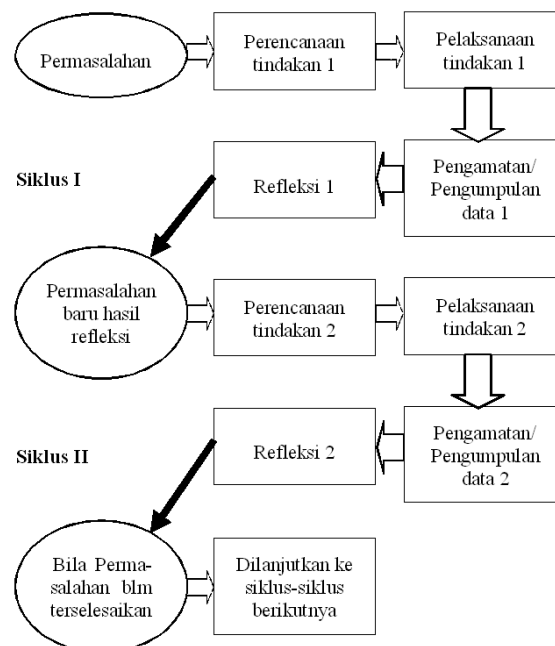 Permasalahan
Perencanaan
tindakan 1
Pelaksanaan
tindakan 1
Siklus I
Refleksi 1
Pengamatan/
Pengumpulan
data 1
Permasalahan
baru hasil
refleksi
Perencanaan
tindakan 2
Pelaksanaan
tindakan 2
Siklus II
Refleksi 2
Pengamatan/
Pengumpulan
data 2
Bila Perma-
salahan blm
terselesaikan
Dilanjutkan ke
siklus-siklus
berikutnya